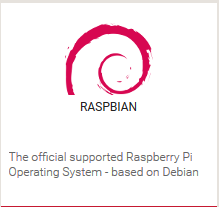 RASPBIAN
The official supported Raspberry Pi
Operating System - based on Debian